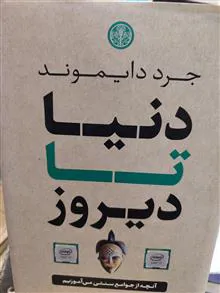 جرد دایموند
دنیا
تا
دیروز
آنچه از جوامع سنتی می‌آموزیم